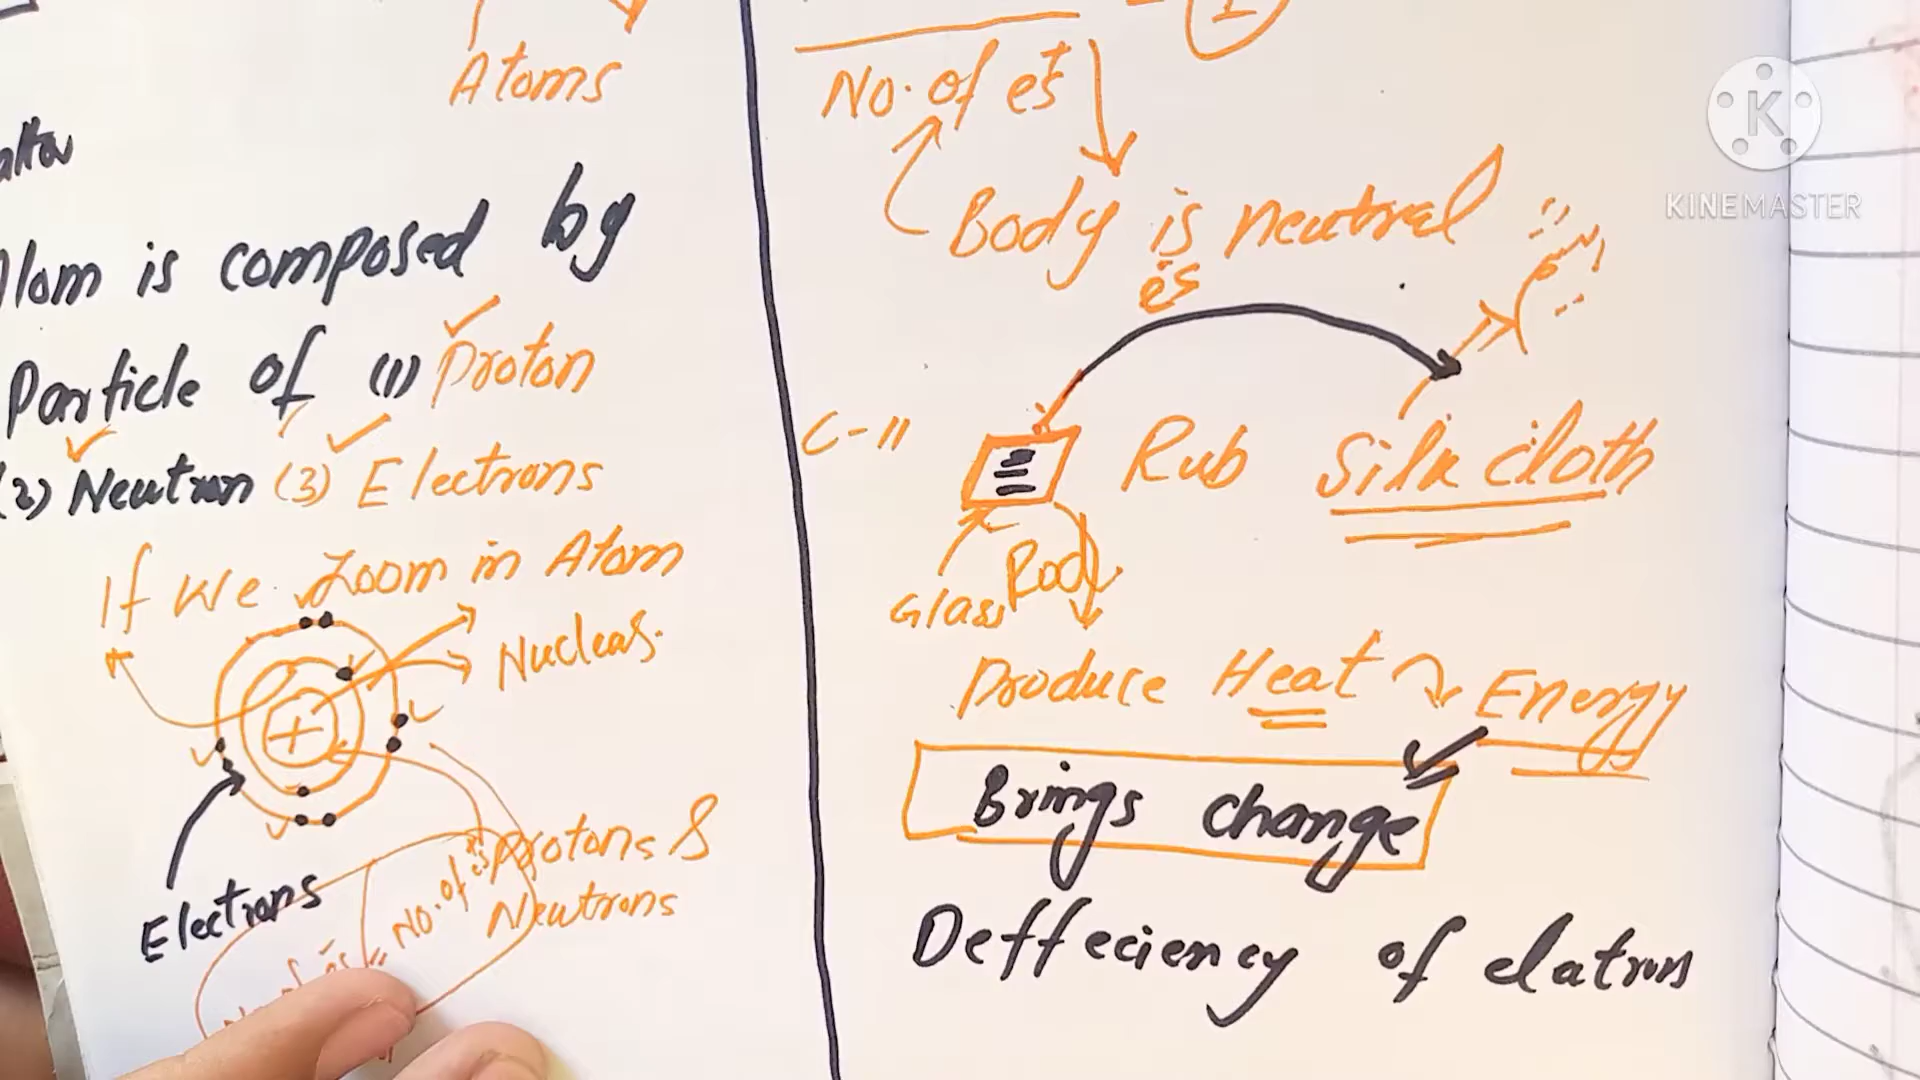 Atoms
Atom is composed by
Particle of (1) Proton
(2) Neutron (3) Electrons
If We Zoom in Atom
Nucleas.
+
Protons &
Neutrons
No. of
Electrons
No. of
Body is neutral
es
C-11
Rub Silk cloth
Glass Rod
Produce Heat Energy
Brings change
Deffeciency of
K
KINEMASTER